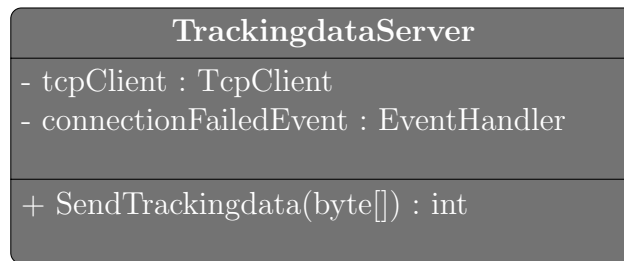 TrackingdataServer
- tcpClient : TcpClient
- connectionFailedEvent : EventHandler
+ SendTrackingdata(byte[]) : int